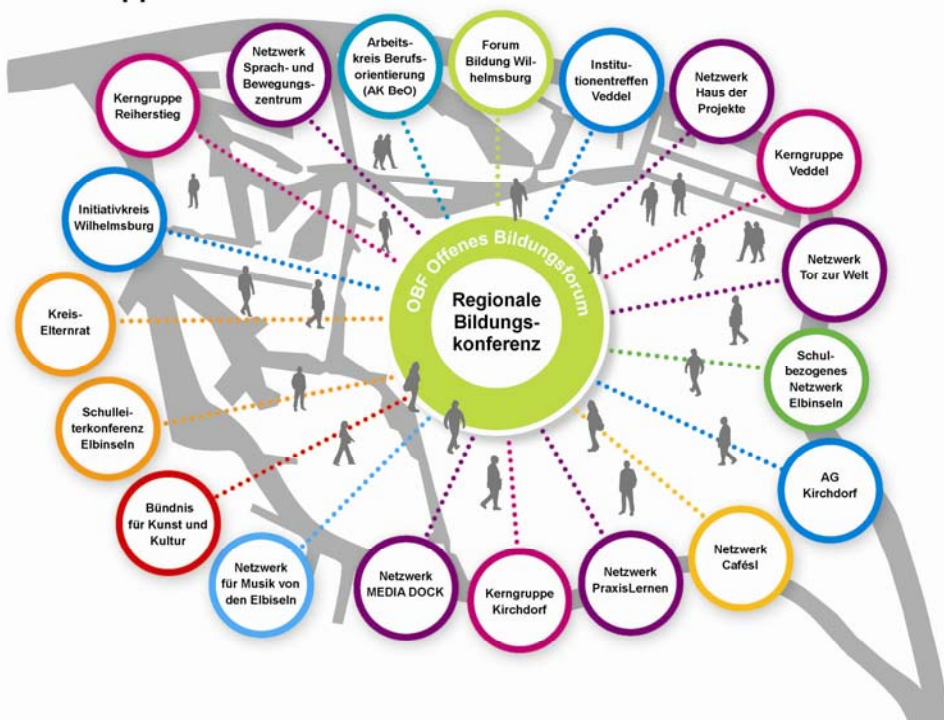 Netzwerk
Sprach- und
Bewegungs-
zentrum
Arbeits-
kreis Berufs-
orientierung
(AK BeO)
Forum
Bildung Wil-
helmsburg
Institu-
tionentreffen
Veddel
Netzwerk
Haus der
Projekte
Kerngruppe
Reiherstieg
Kerngruppe
Veddel
Initiativkreis
Wilhelmsburg
Netzwerk
Tor zur Welt
OBF Offenes Bildungsforum
Regionale
Bildungs-
konferenz
Kreis-
Elternrat
Schul-
bezogenes
Netzwerk
Elbinseln
Schullei-
terkonferenz
Elbinseln
AG
Kirchdorf
Bündnis
für Kunst und
Kultur
Netzwerk
für Musik von
den Elbiseln
Netzwerk
MEDIA DOCK
Kerngruppe
Kirchdorf
Netzwerk
PraxisLernen
Netzwerk
CafésI